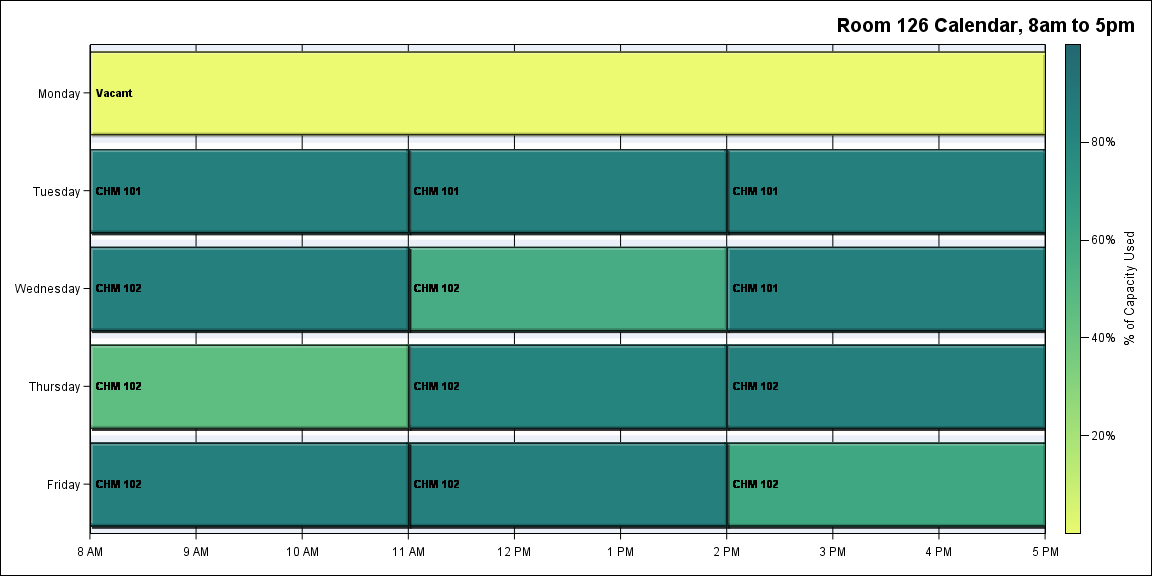 Room 126 Calendar, 8am to 5pm
Monday
Vacant
Tuesday
CHM 101
CHM 101
CHM 101
Wednesday
CHM 102
CHM 102
CHM 101
Thursday
CHM 102
CHM 102
CHM 102
Friday
CHM 102
CHM 102
CHM 102
8 AM
9 AM
10 AM
11 AM
12 PM
1 PM
2 PM
3 PM
4 PM
5 PM
80%
60%
40%
20%
% of Capacity Used